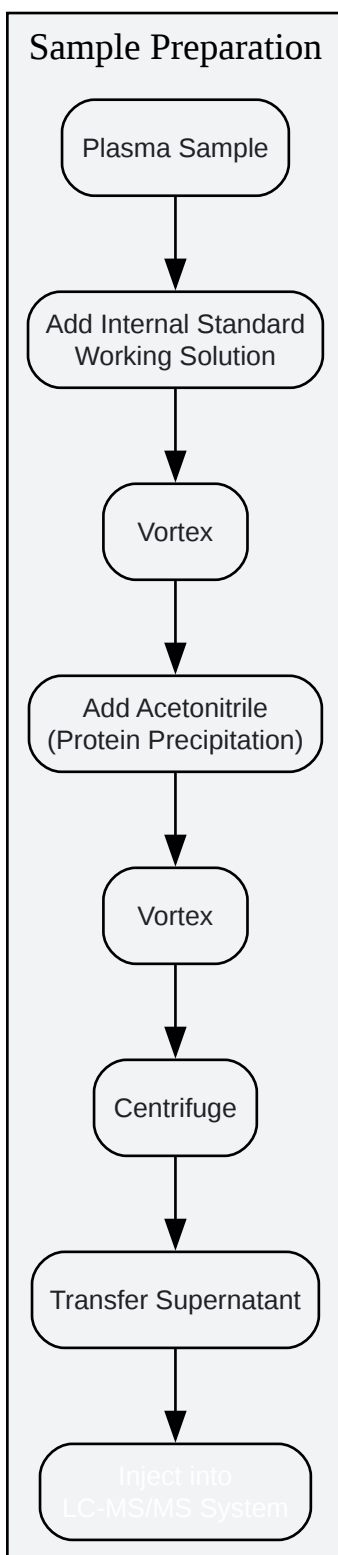 Sample Preparation
Plasma Sample
Add Internal Standard
Working Solution
Vortex
Add Acetonitrile
(Protein Precipitation)
Vortex
Centrifuge
Transfer Supernatant
Inject into
LC-MS/MS System